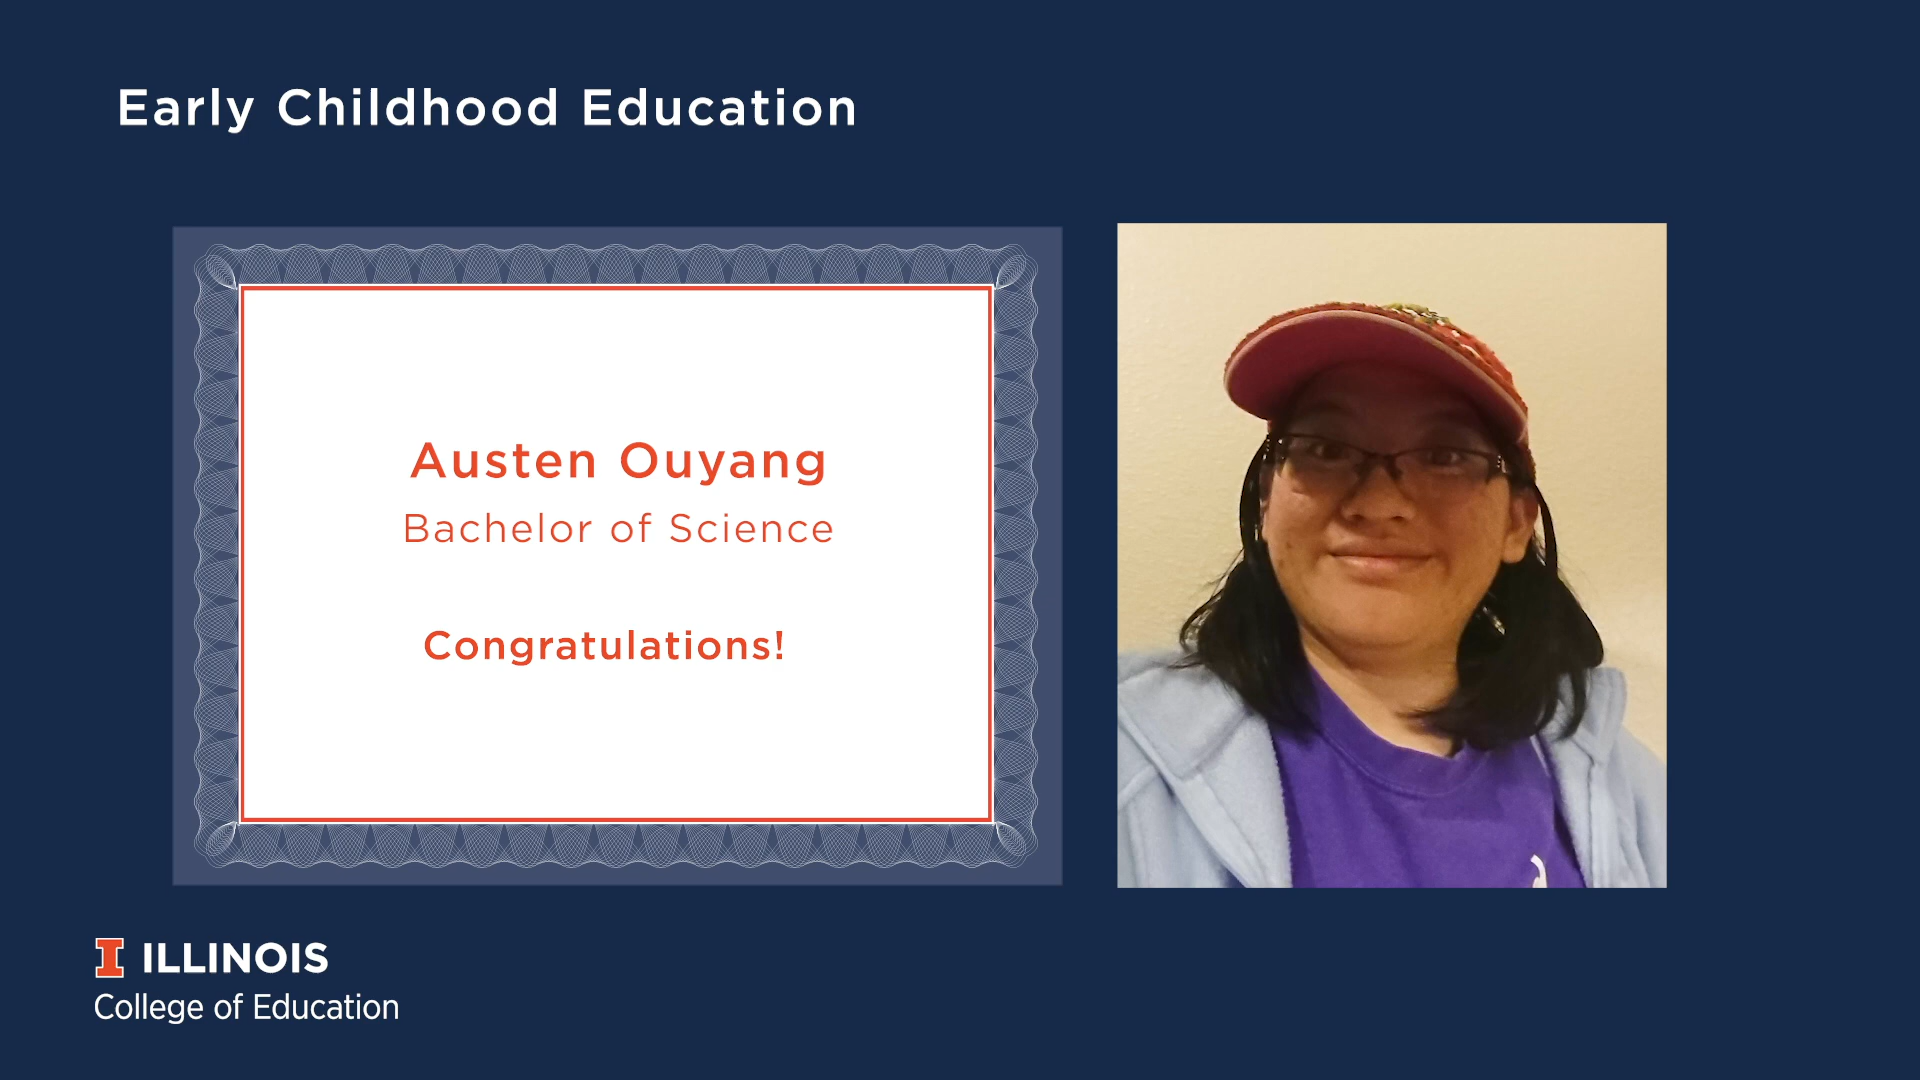 Early Childhood Education
Austen Ouyang
Bachelor of Science
Congratulations!
I ILLINOIS
College of Education